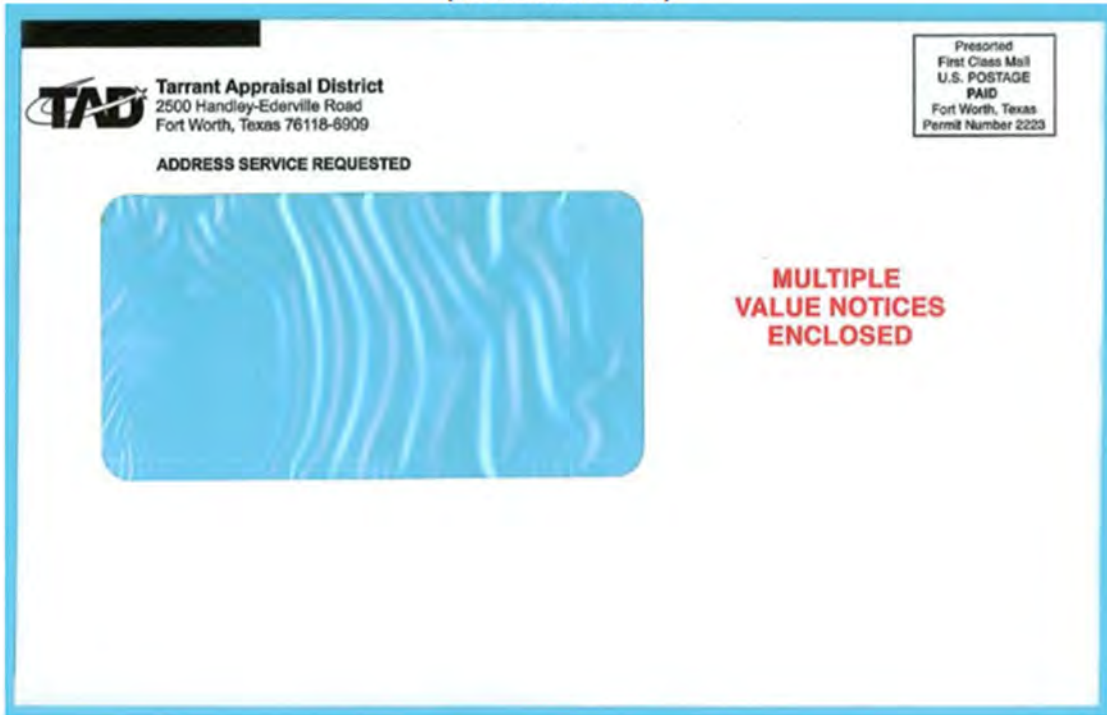 TAD
Tarrant Appraisal District
2500 Handley-Ederville Road
Fort Worth, Texas 76118-6909
ADDRESS SERVICE REQUESTED
Presorted
First Class Mail
U.S. POSTAGE
PAID
Fort Worth, Texas
Permit Number 2223
MULTIPLE
VALUE NOTICES
ENCLOSED